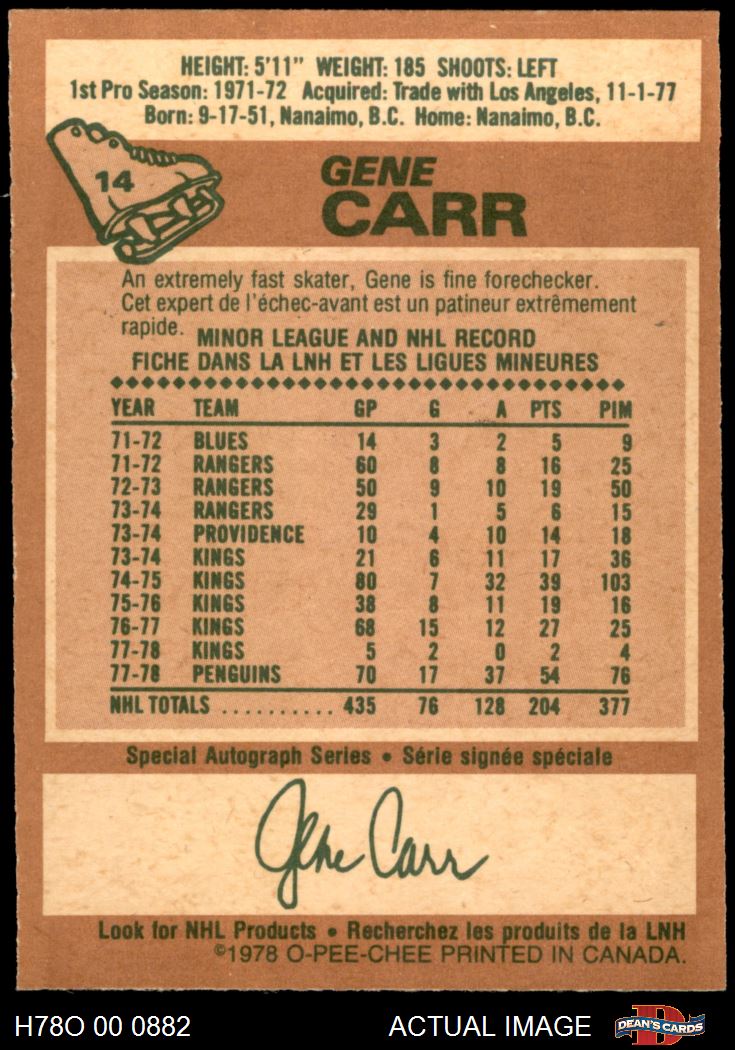 HEIGHT: 5'11" WEIGHT: 185 SHOOTS: LEFT
1st Pro Season: 1971-72 Acquired: Trade with Los Angeles, 11-1-77
Born: 9-17-51, Nanaimo, B.C. Home: Nanaimo, B.C.
14
GENE
CARR
An extremely fast skater, Gene is fine forechecker.
Cet expert de l'échec-avant est un patineur extrêmement
rapide.
MINOR LEAGUE AND NHL RECORD
FICHE DANS LA LNH ET LES LIGUES MINEURES
YEAR TEAM GP G A PTS PIM
71-72 BLUES 14 3 2 5 9
71-72 RANGERS 60 8 8 16 25
72-73 RANGERS 50 9 10 19 50
73-74 RANGERS 29 1 5 6 15
73-74 PROVIDENCE 10 4 10 14 18
73-74 KINGS 21 6 11 17 36
74-75 KINGS 80 7 32 39 103
75-76 KINGS 38 8 11 19 16
76-77 KINGS 68 15 12 27 25
77-78 KINGS 5 2 0 2 4
77-78 PENGUINS 70 17 37 54 76
NHL TOTALS .......... 435 76 128 204 377
Special Autograph Series • Série signée spéciale
Gene Carr
Look for NHL Products • Recherchez les produits de la LNH
©1978 O-PEE-CHEE PRINTED IN CANADA.
H78O 00 0882 ACTUAL IMAGE D DEAN'S CARDS